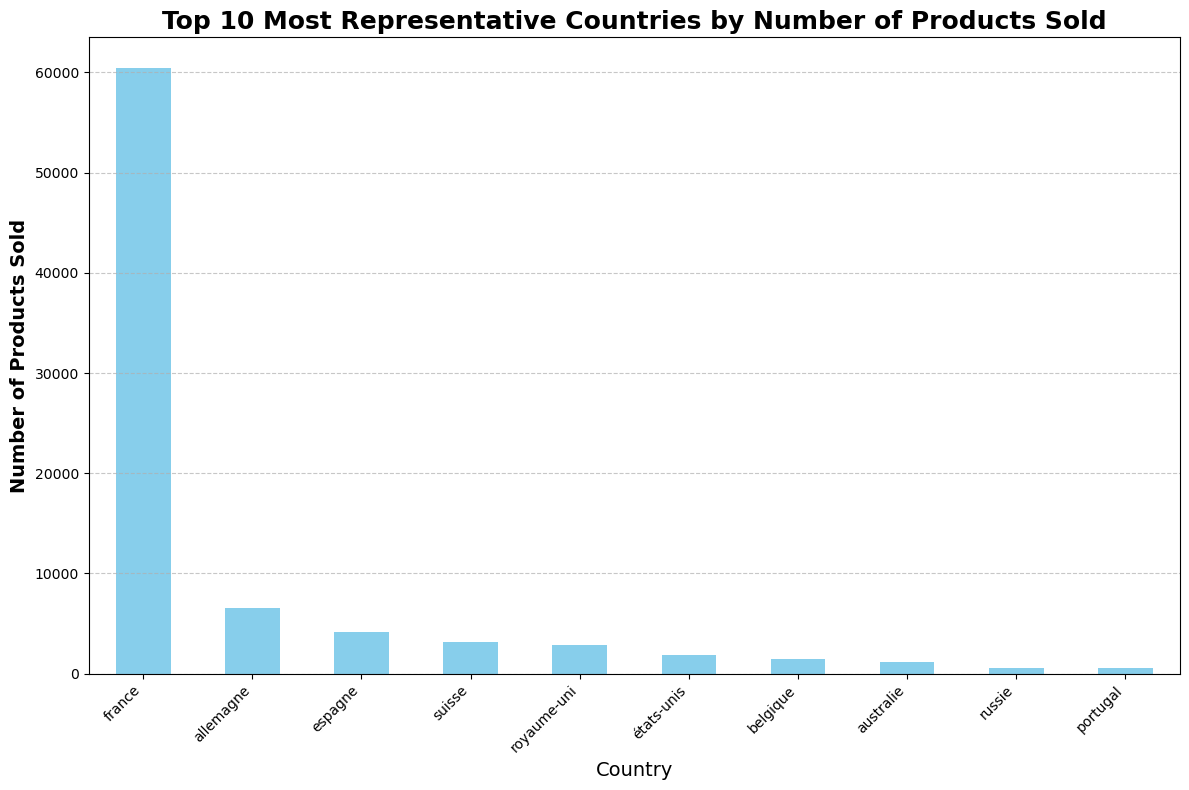 Top 10 Most Representative Countries by Number of Products Sold
Number of Products Sold
60000
50000
40000
30000
20000
10000
0
france
allemagne
espagne
suisse
royaume-uni
états-unis
belgique
australie
russie
portugal
Country